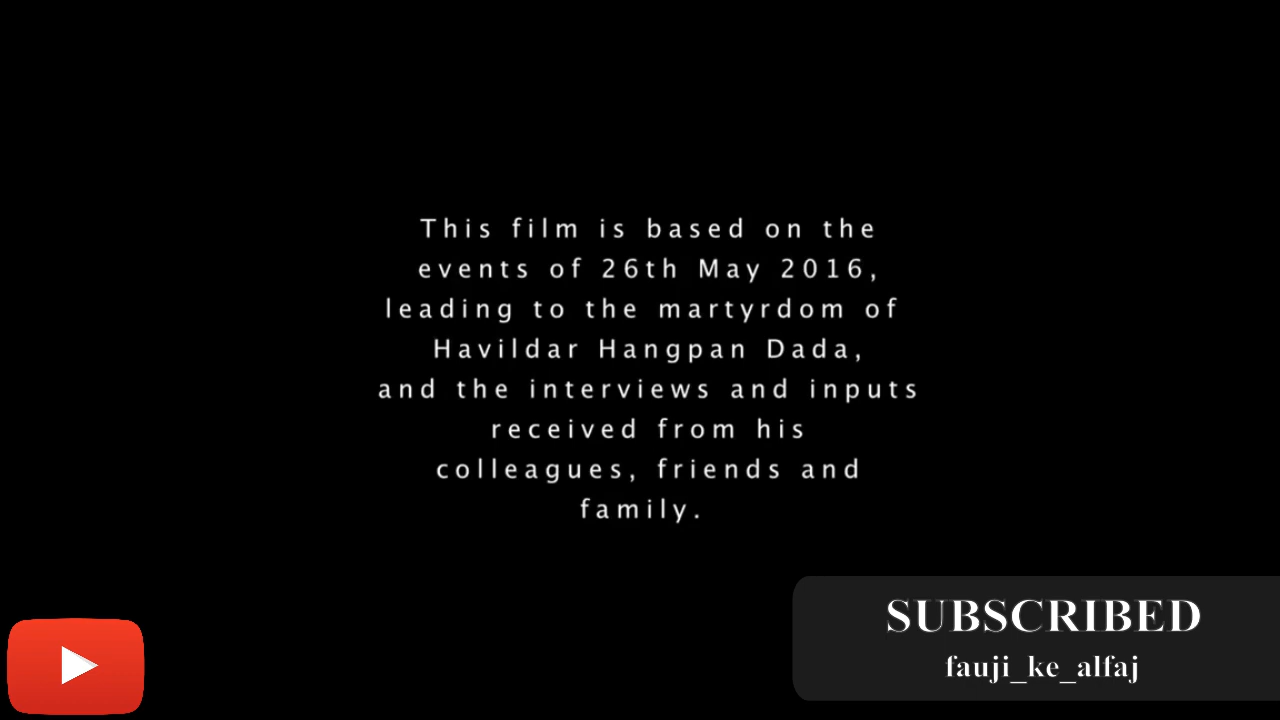 This film is based on the
events of 26th May 2016,
leading to the martyrdom of
Havildar Hangpan Dada,
and the interviews and inputs
received from his
colleagues, friends and
family.
SUBSCRIBED
fauji_ke_alfaj